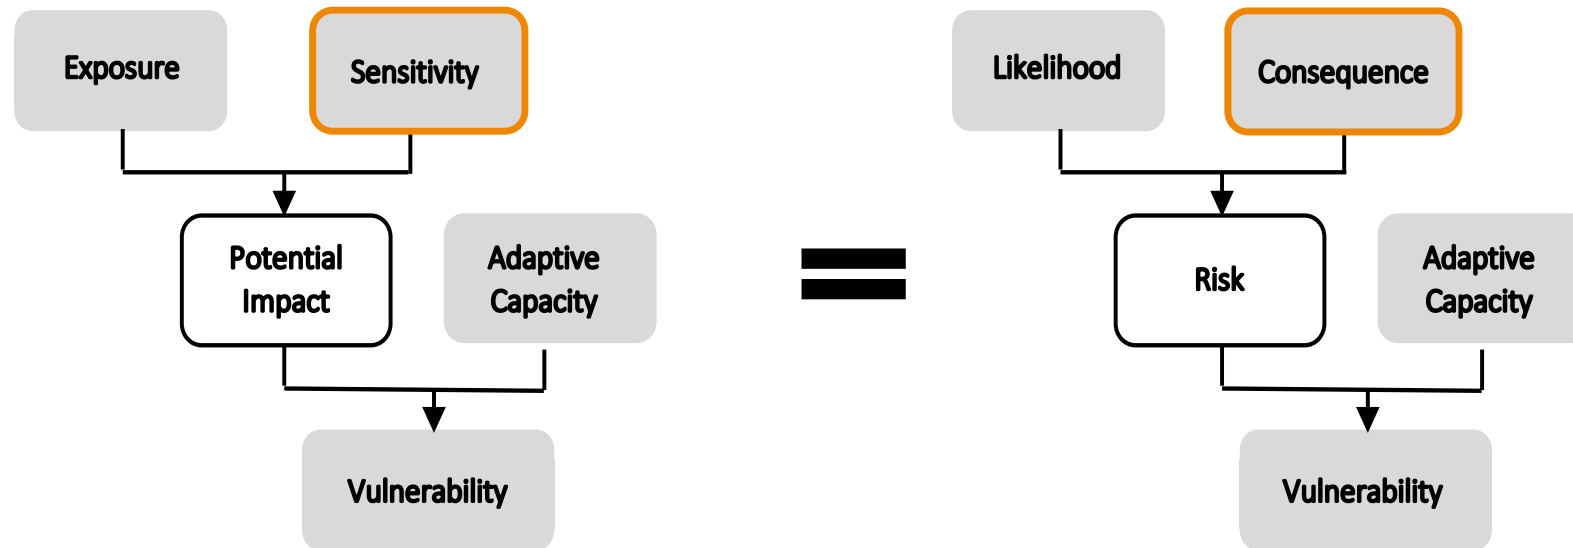 Exposure
Sensitivity
Potential
Impact
Adaptive
Capacity
Vulnerability
=
Likelihood
Consequence
Risk
Adaptive
Capacity
Vulnerability